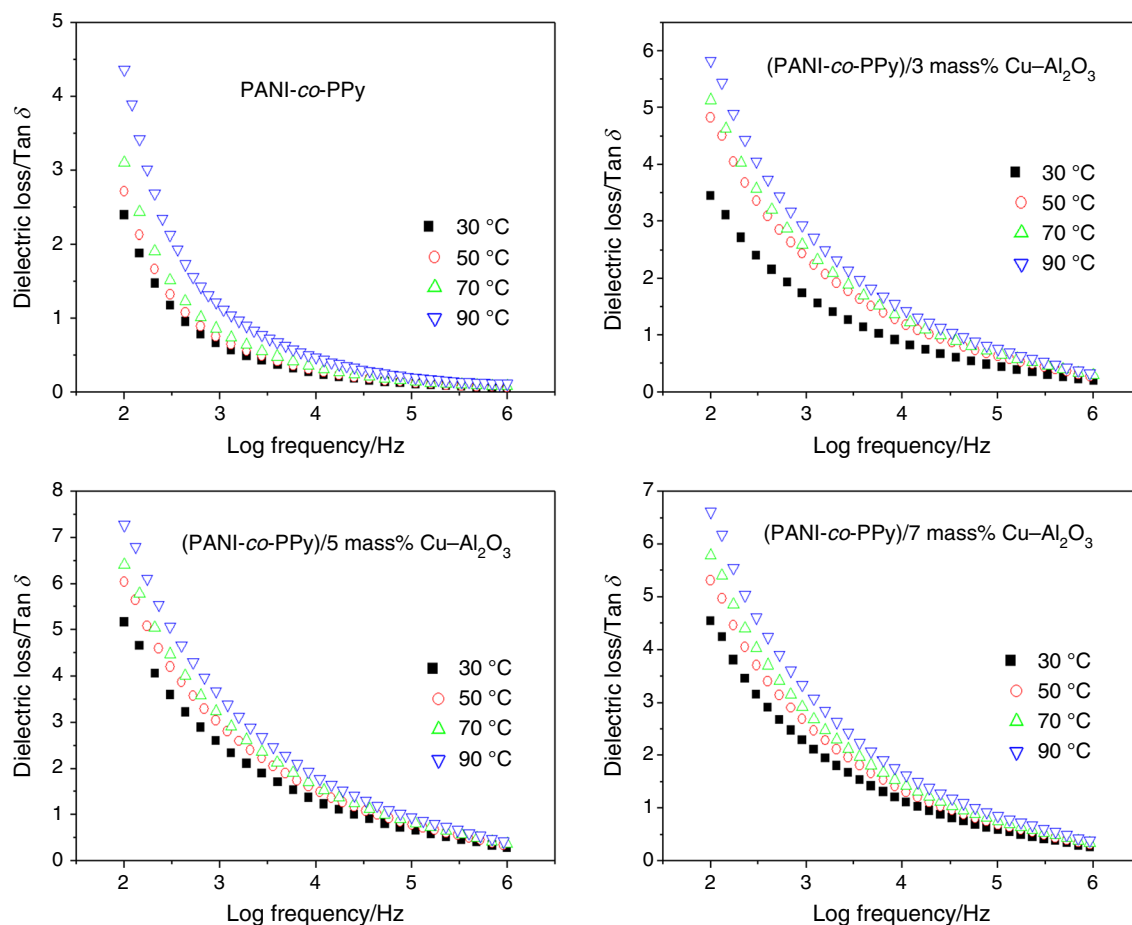 PANI-co-PPy
Dielectric loss/Tan δ
5
4
3
2
1
0
30 °C
50 °C
70 °C
90 °C
2 3 4 5 6
Log frequency/Hz
(PANI-co-PPy)/3 mass% Cu–Al₂O₃
Dielectric loss/Tan δ
6
5
4
3
2
1
0
30 °C
50 °C
70 °C
90 °C
2 3 4 5 6
Log frequency/Hz
(PANI-co-PPy)/5 mass% Cu–Al₂O₃
Dielectric loss/Tan δ
8
7
6
5
4
3
2
1
0
30 °C
50 °C
70 °C
90 °C
2 3 4 5 6
Log frequency/Hz
(PANI-co-PPy)/7 mass% Cu–Al₂O₃
Dielectric loss/Tan δ
7
6
5
4
3
2
1
0
30 °C
50 °C
70 °C
90 °C
2 3 4 5 6
Log frequency/Hz